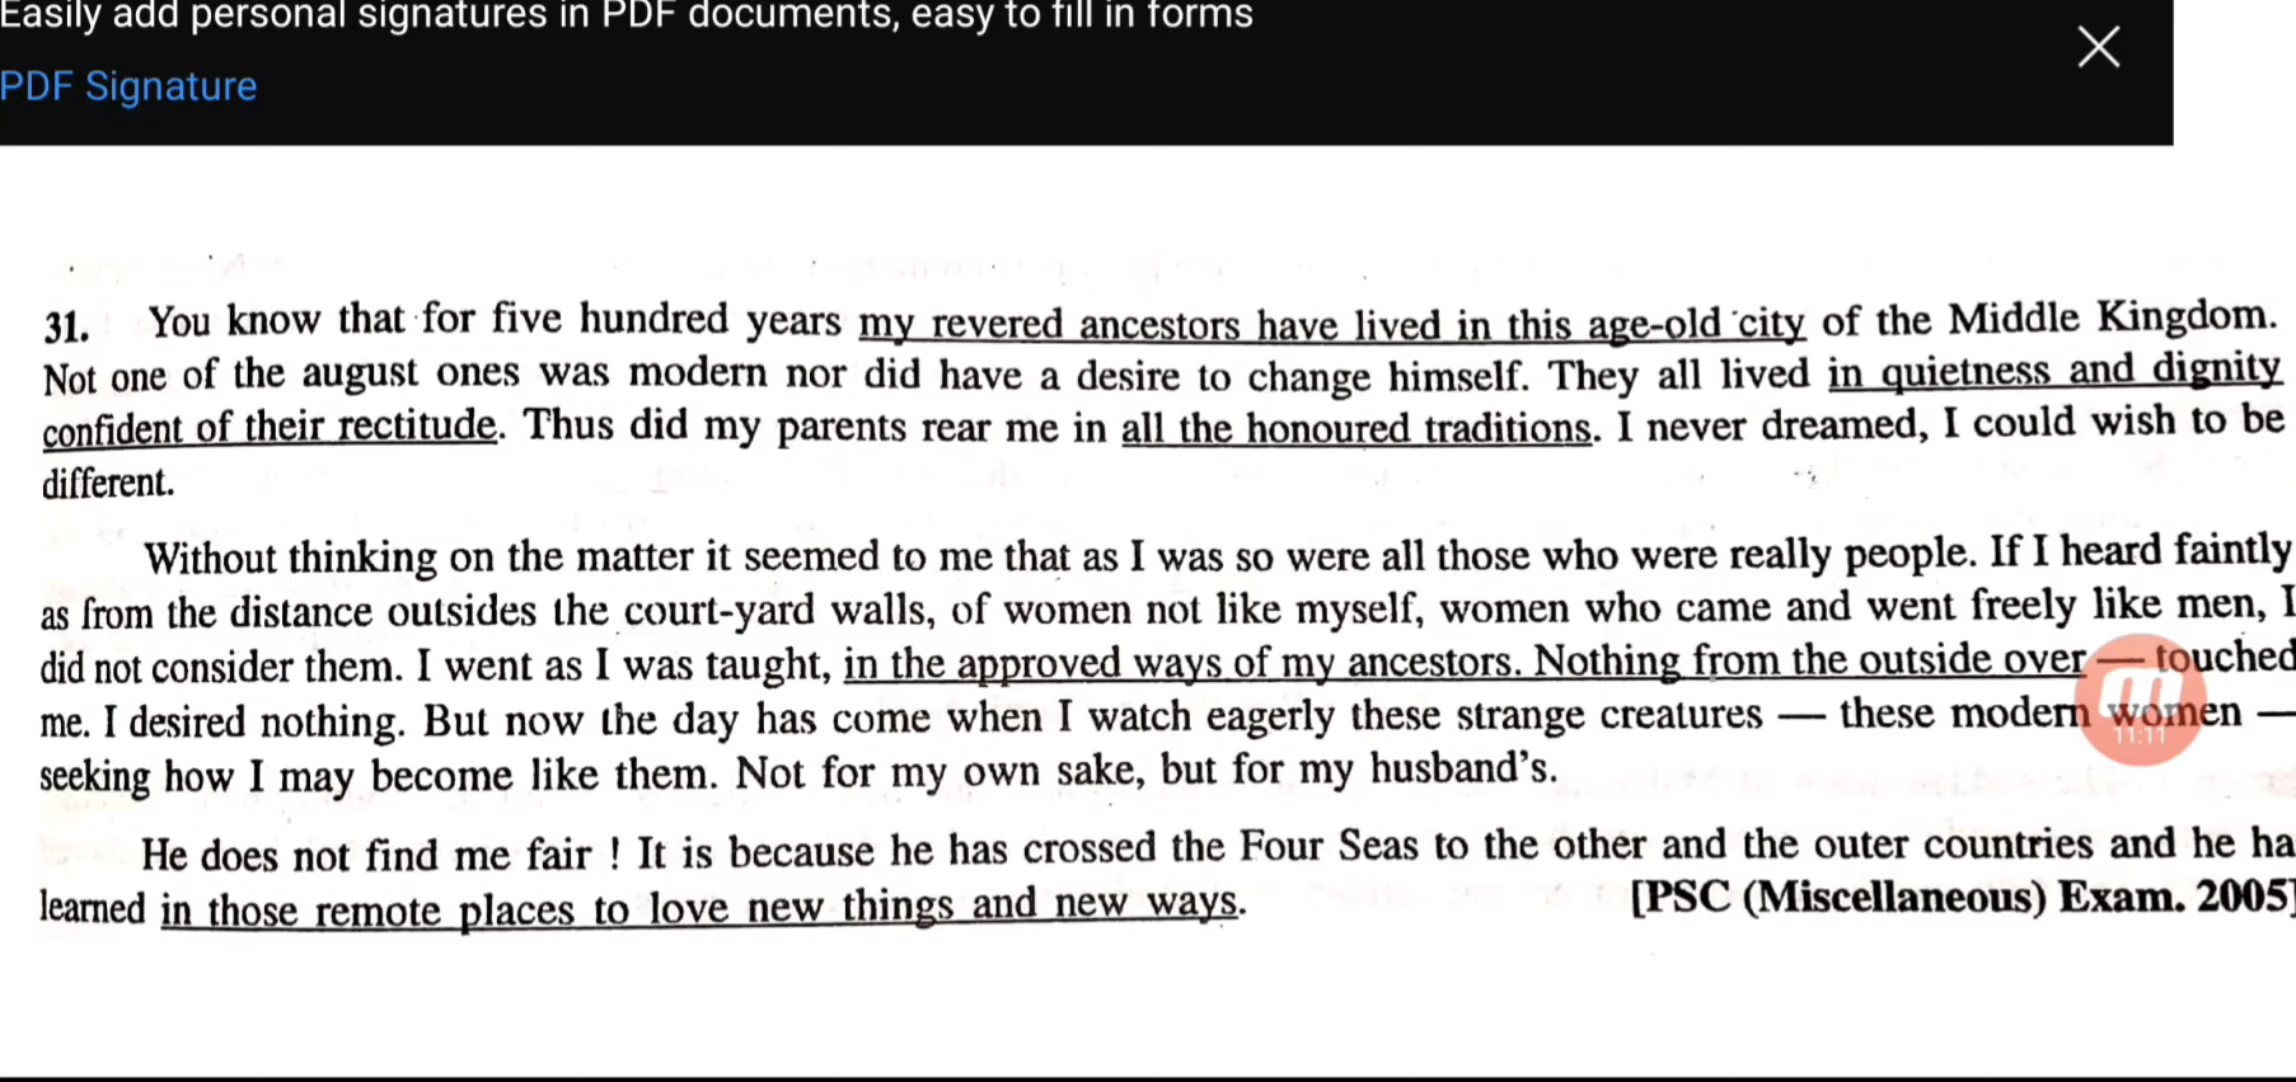 Easily add personal signatures in PDF documents, easy to fill in forms
PDF Signature
31. You know that for five hundred years my revered ancestors have lived in this age-old city of the Middle Kingdom.
Not one of the august ones was modern nor did have a desire to change himself. They all lived in quietness and dignity
confident of their rectitude. Thus did my parents rear me in all the honoured traditions. I never dreamed, I could wish to be
different.
Without thinking on the matter it seemed to me that as I was so were all those who were really people. If I heard faintly
as from the distance outsides the court-yard walls, of women not like myself, women who came and went freely like men, I
did not consider them. I went as I was taught, in the approved ways of my ancestors. Nothing from the outside over — touched
me. I desired nothing. But now the day has come when I watch eagerly these strange creatures — these modern women —
seeking how I may become like them. Not for my own sake, but for my husband's.
He does not find me fair ! It is because he has crossed the Four Seas to the other and the outer countries and he ha
learned in those remote places to love new things and new ways. [PSC (Miscellaneous) Exam. 2005]
11:11